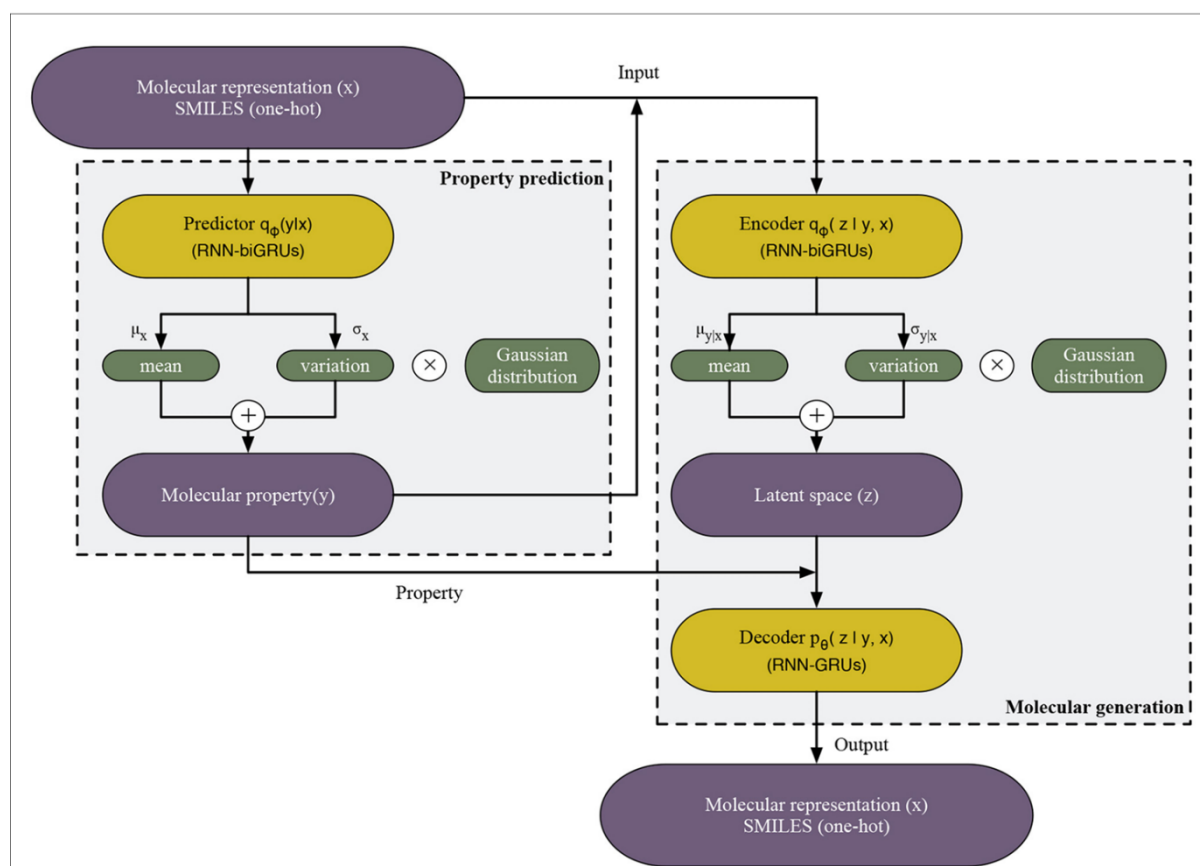 Molecular representation (x)
SMILES (one-hot)
Input
Property prediction
Predictor qϕ(y|x)
(RNN-biGRUs)
Encoder qϕ( z | y, x)
(RNN-biGRUs)
μx
σx
mean
variation
×
Gaussian
distribution
μy|x
σy|x
mean
variation
×
Gaussian
distribution
+
+
Molecular property(y)
Latent space (z)
Property
Decoder pθ( z | y, x)
(RNN-GRUs)
Molecular generation
Output
Molecular representation (x)
SMILES (one-hot)